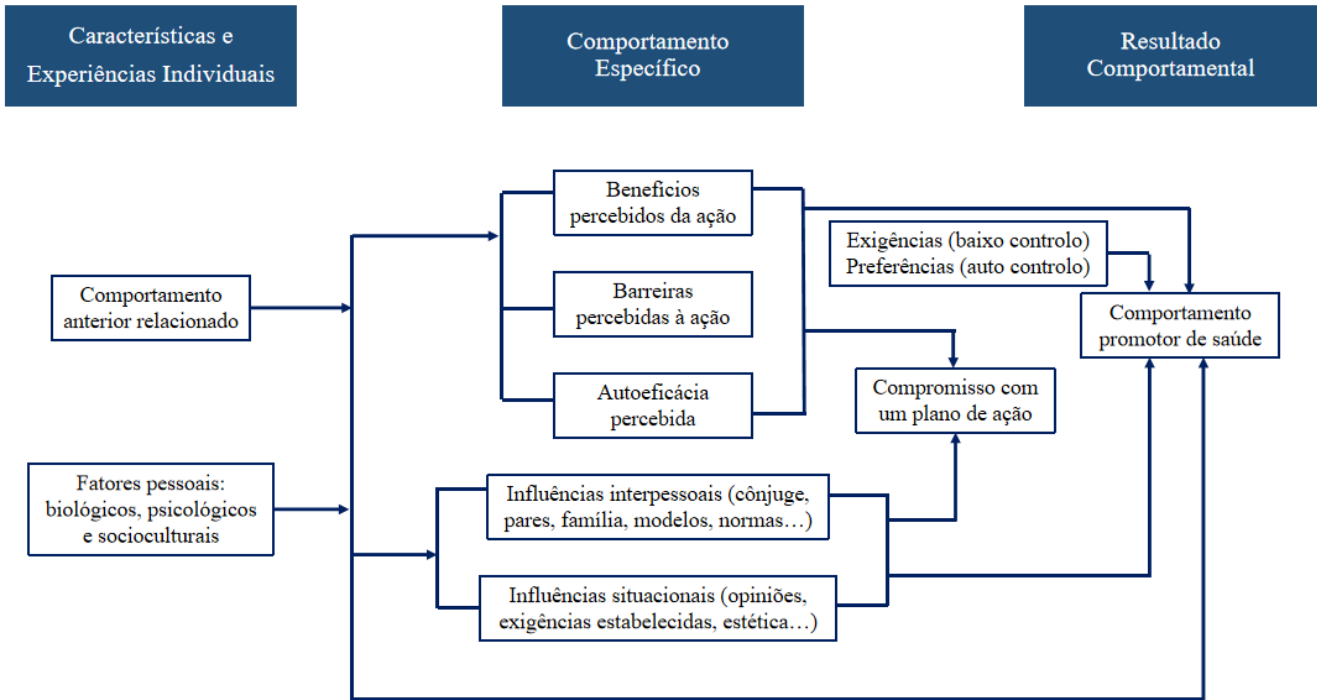 Características e
Experiências Individuais
Comportamento
Específico
Resultado
Comportamental
Benefícios
percebidos da ação
Exigências (baixo controlo)
Preferências (auto controlo)
Comportamento
anterior relacionado
Barreiras
percebidas à ação
Comportamento
promotor de saúde
Autoeficácia
percebida
Compromisso com
um plano de ação
Fatores pessoais:
biológicos, psicológicos
e socioculturais
Influências interpessoais (cônjuge,
pares, família, modelos, normas…)
Influências situacionais (opiniões,
exigências estabelecidas, estética…)